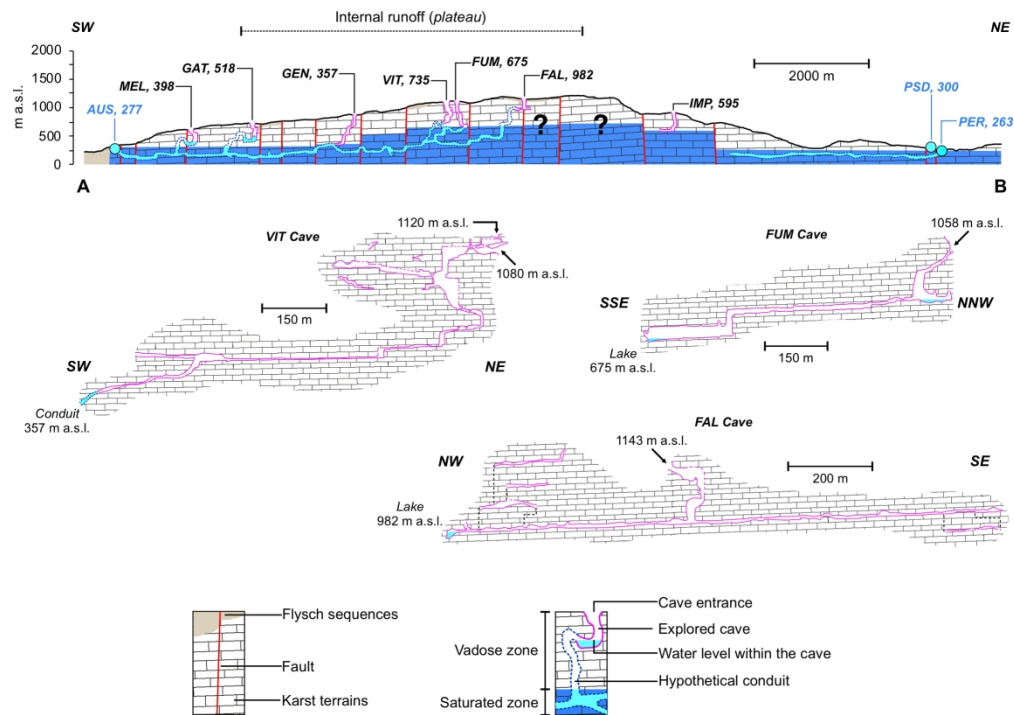 SW
Internal runoff (plateau)
NE
2000
1500
1000
500
0
m a.s.l.
AUS, 277
MEL, 398
GAT, 518
GEN, 357
VIT, 735
FUM, 675
FAL, 982
2000 m
IMP, 595
PSD, 300
PER, 263
?
?
A
B
VIT Cave
1120 m a.s.l.
1080 m a.s.l.
150 m
SW
NE
Conduit
357 m a.s.l.
FUM Cave
1058 m a.s.l.
SSE
NNW
Lake
675 m a.s.l.
150 m
FAL Cave
NW
1143 m a.s.l.
SE
200 m
Lake
982 m a.s.l.
Flysch sequences
Fault
Karst terrains
Vadose zone
Saturated zone
Cave entrance
Explored cave
Water level within the cave
Hypothetical conduit